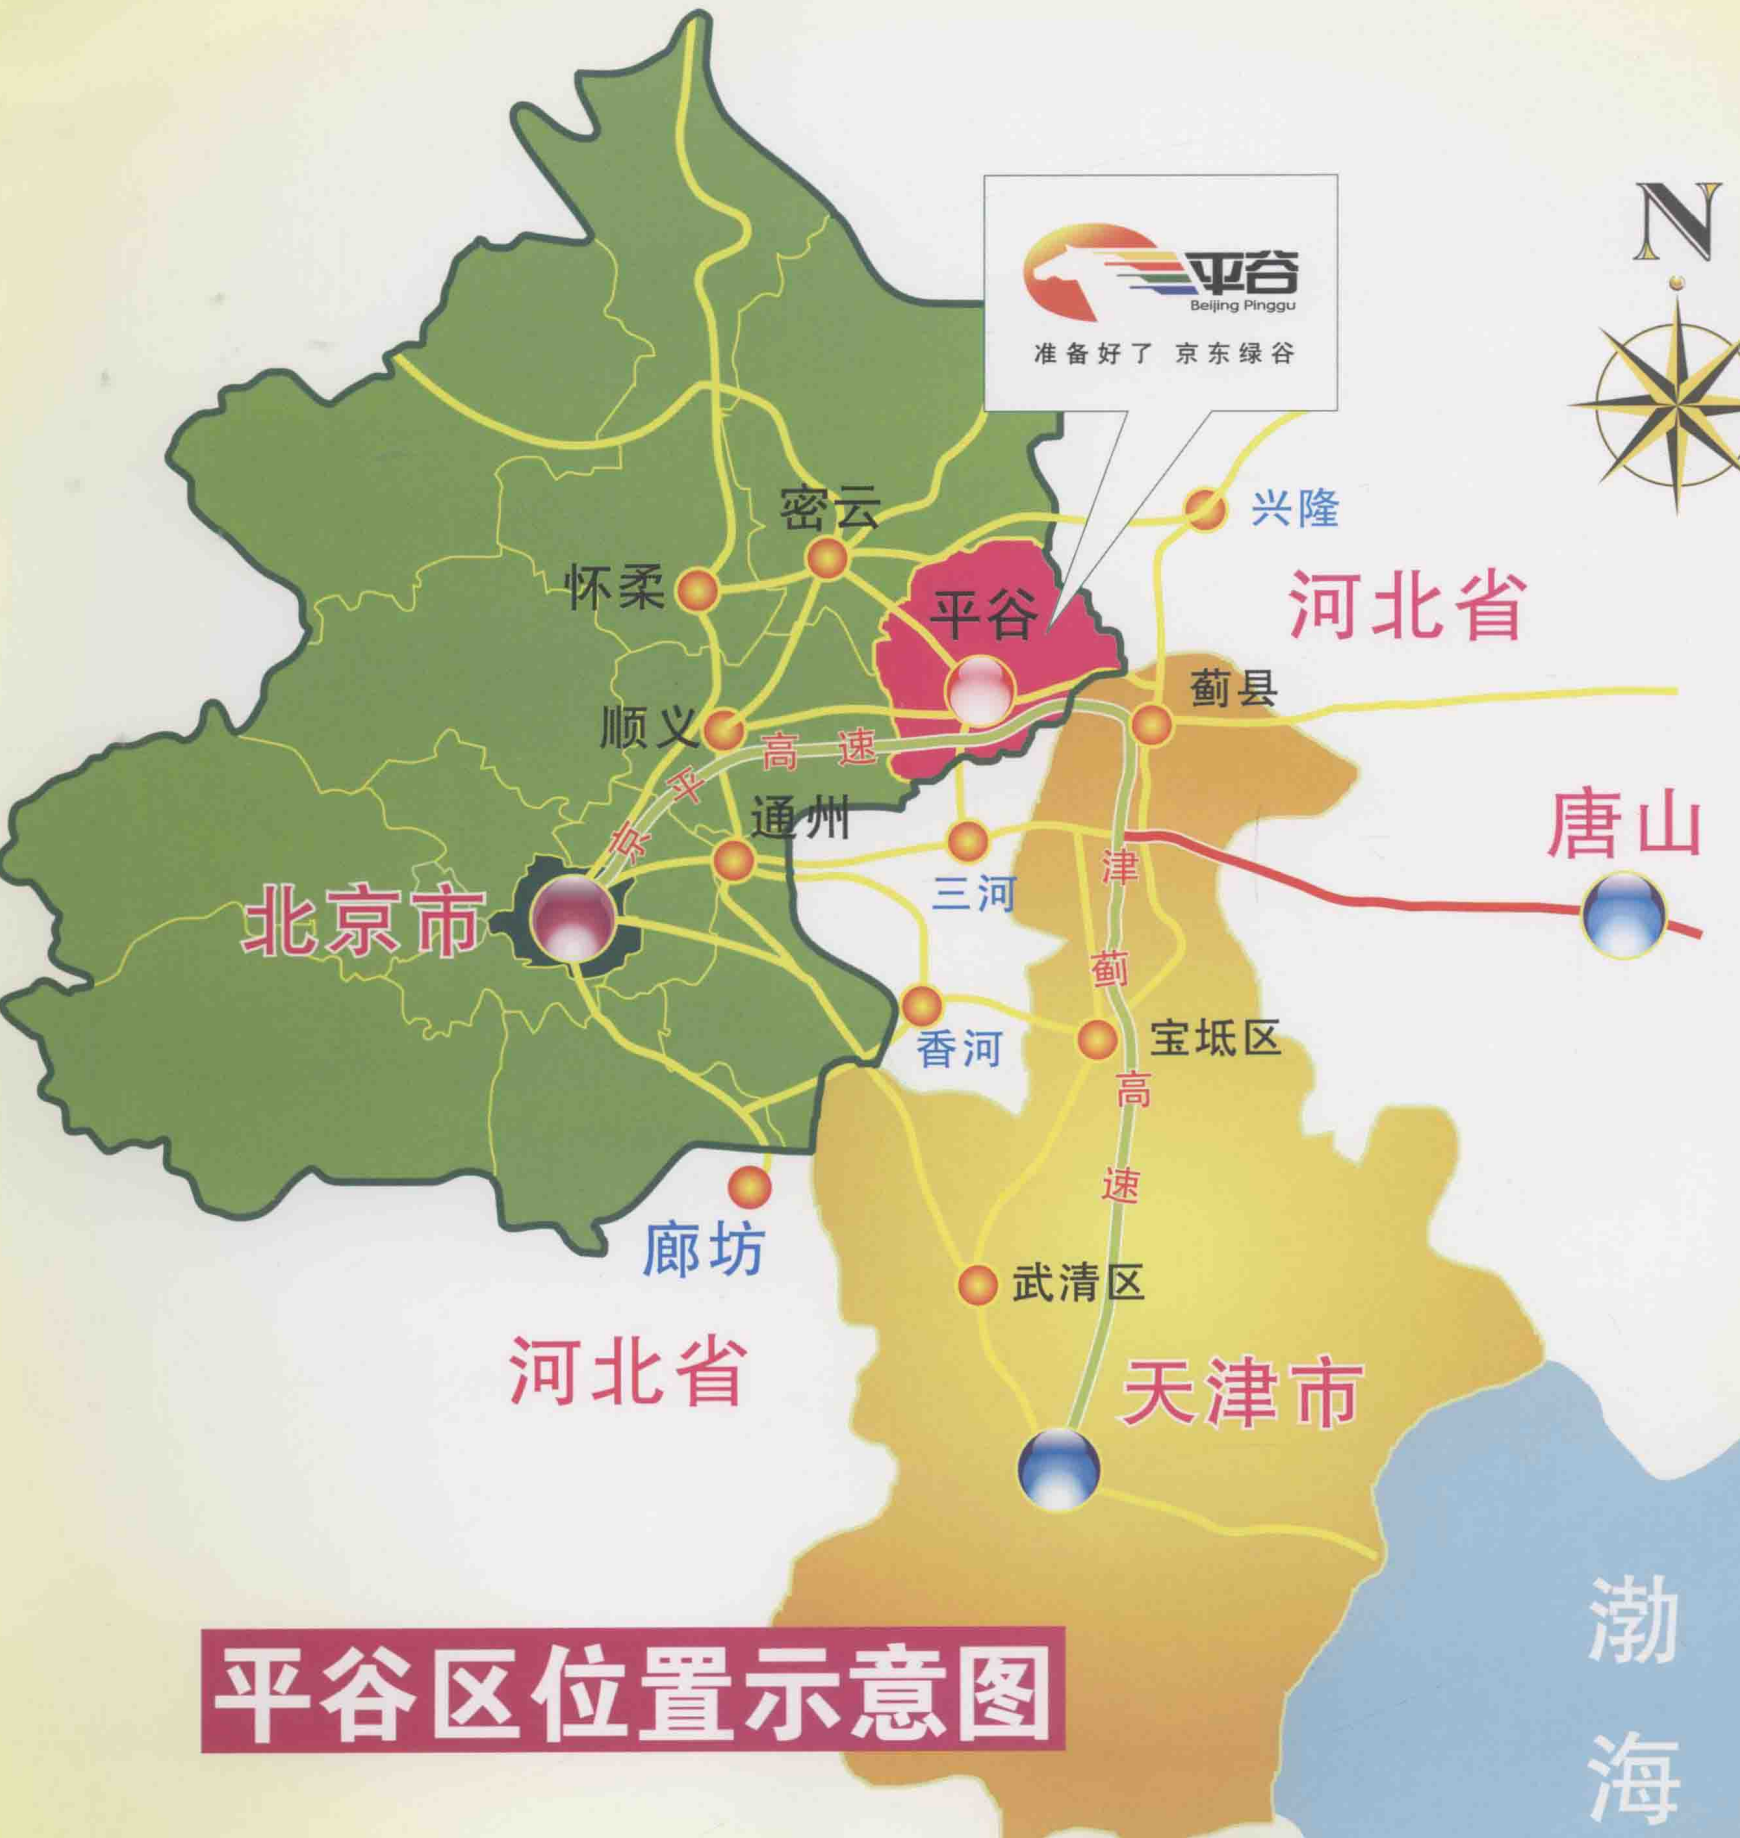 N
平谷
Beijing Pinggu
准备好了 京东绿谷
密云
兴隆
怀柔
平谷
河北省
蓟县
顺义
京平高速
通州
唐山
三河
北京市
津蓟高速
香河
宝坻区
廊坊
武清区
河北省
天津市
渤海
平谷区位置示意图